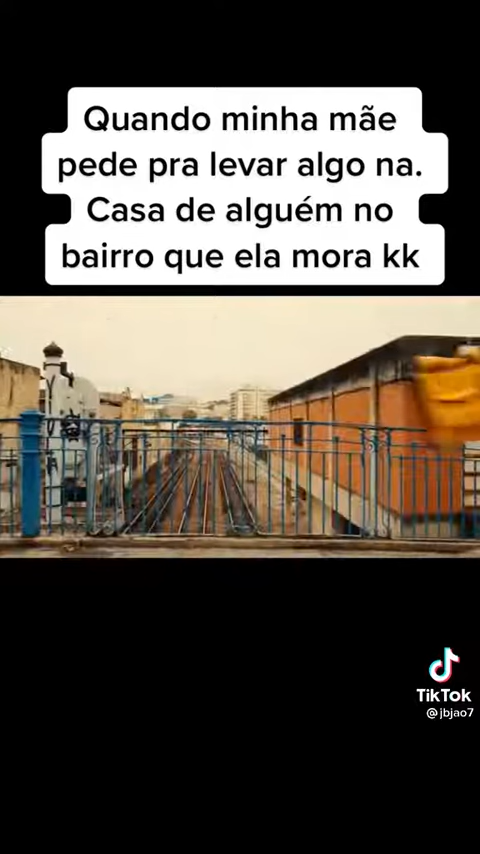 Quando minha mãe
pede pra levar algo na.
Casa de alguém no
bairro que ela mora kk
TikTok
@jbjao7